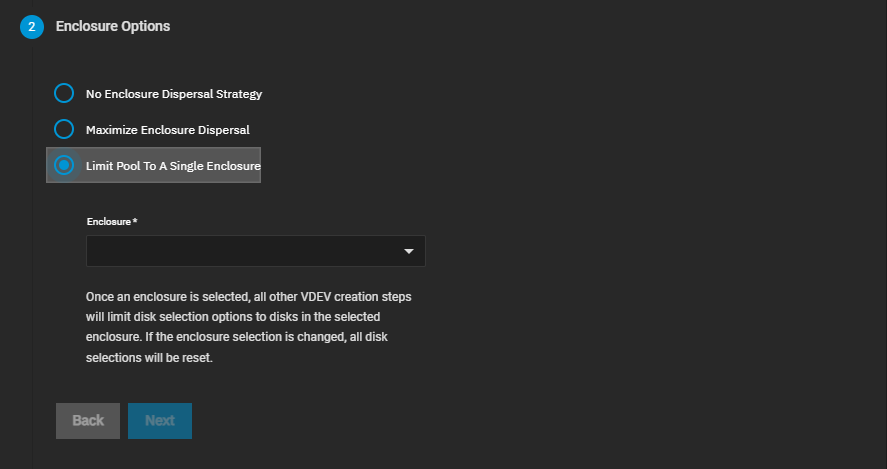 2 Enclosure Options
No Enclosure Dispersal Strategy
Maximize Enclosure Dispersal
Limit Pool To A Single Enclosure
Enclosure *
Once an enclosure is selected, all other VDEV creation steps
will limit disk selection options to disks in the selected
enclosure. If the enclosure selection is changed, all disk
selections will be reset.
Back Next